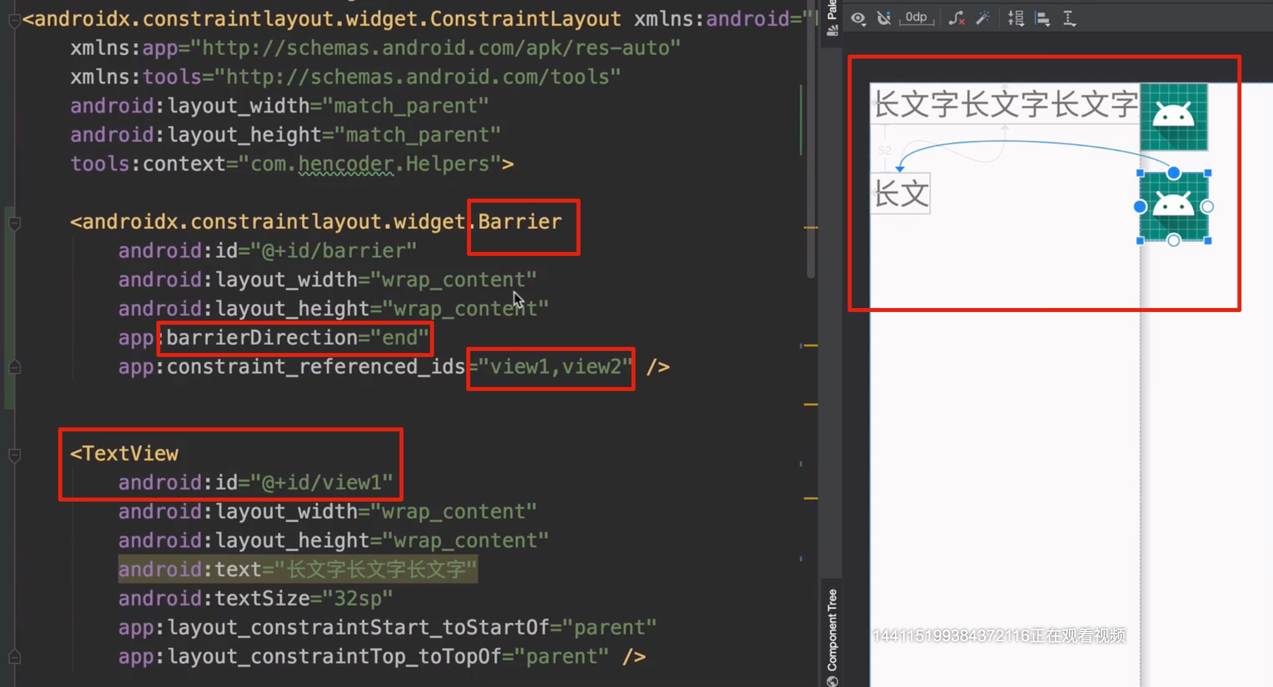 <androidx.constraintlayout.widget.ConstraintLayout xmlns:android="
xmlns:app="http://schemas.android.com/apk/res-auto"
xmlns:tools="http://schemas.android.com/tools"
android:layout_width="match_parent"
android:layout_height="match_parent"
tools:context="com.hencoder.Helpers">
<androidx.constraintlayout.widget.Barrier
android:id="@+id/barrier"
android:layout_width="wrap_content"
android:layout_height="wrap_content"
app:barrierDirection="end"
app:constraint_referenced_ids="view1,view2" />
<TextView
android:id="@+id/view1"
android:layout_width="wrap_content"
android:layout_height="wrap_content"
android:text="长文字长文字长文字"
android:textSize="32sp"
app:layout_constraintStart_toStartOf="parent"
app:layout_constraintTop_toTopOf="parent" />
Component Tree
0dp
长文字长文字长文字
52
长文
144115199384372116正在观看视频